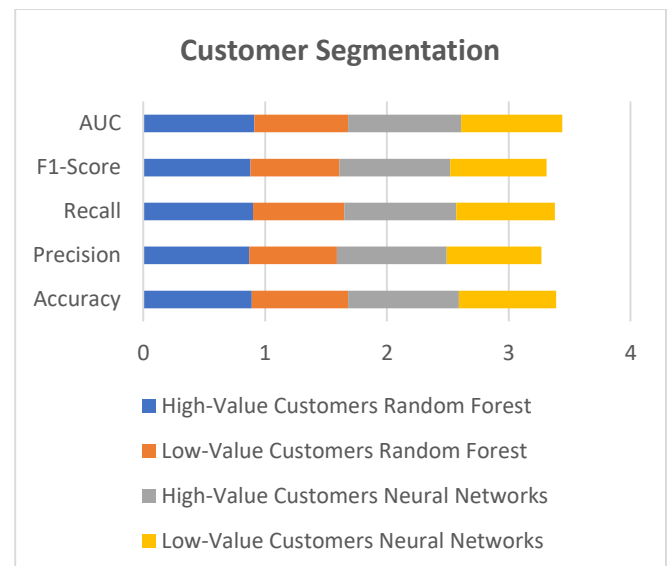 Customer Segmentation
AUC
F1-Score
Recall
Precision
Accuracy
0 1 2 3 4
High-Value Customers Random Forest
Low-Value Customers Random Forest
High-Value Customers Neural Networks
Low-Value Customers Neural Networks